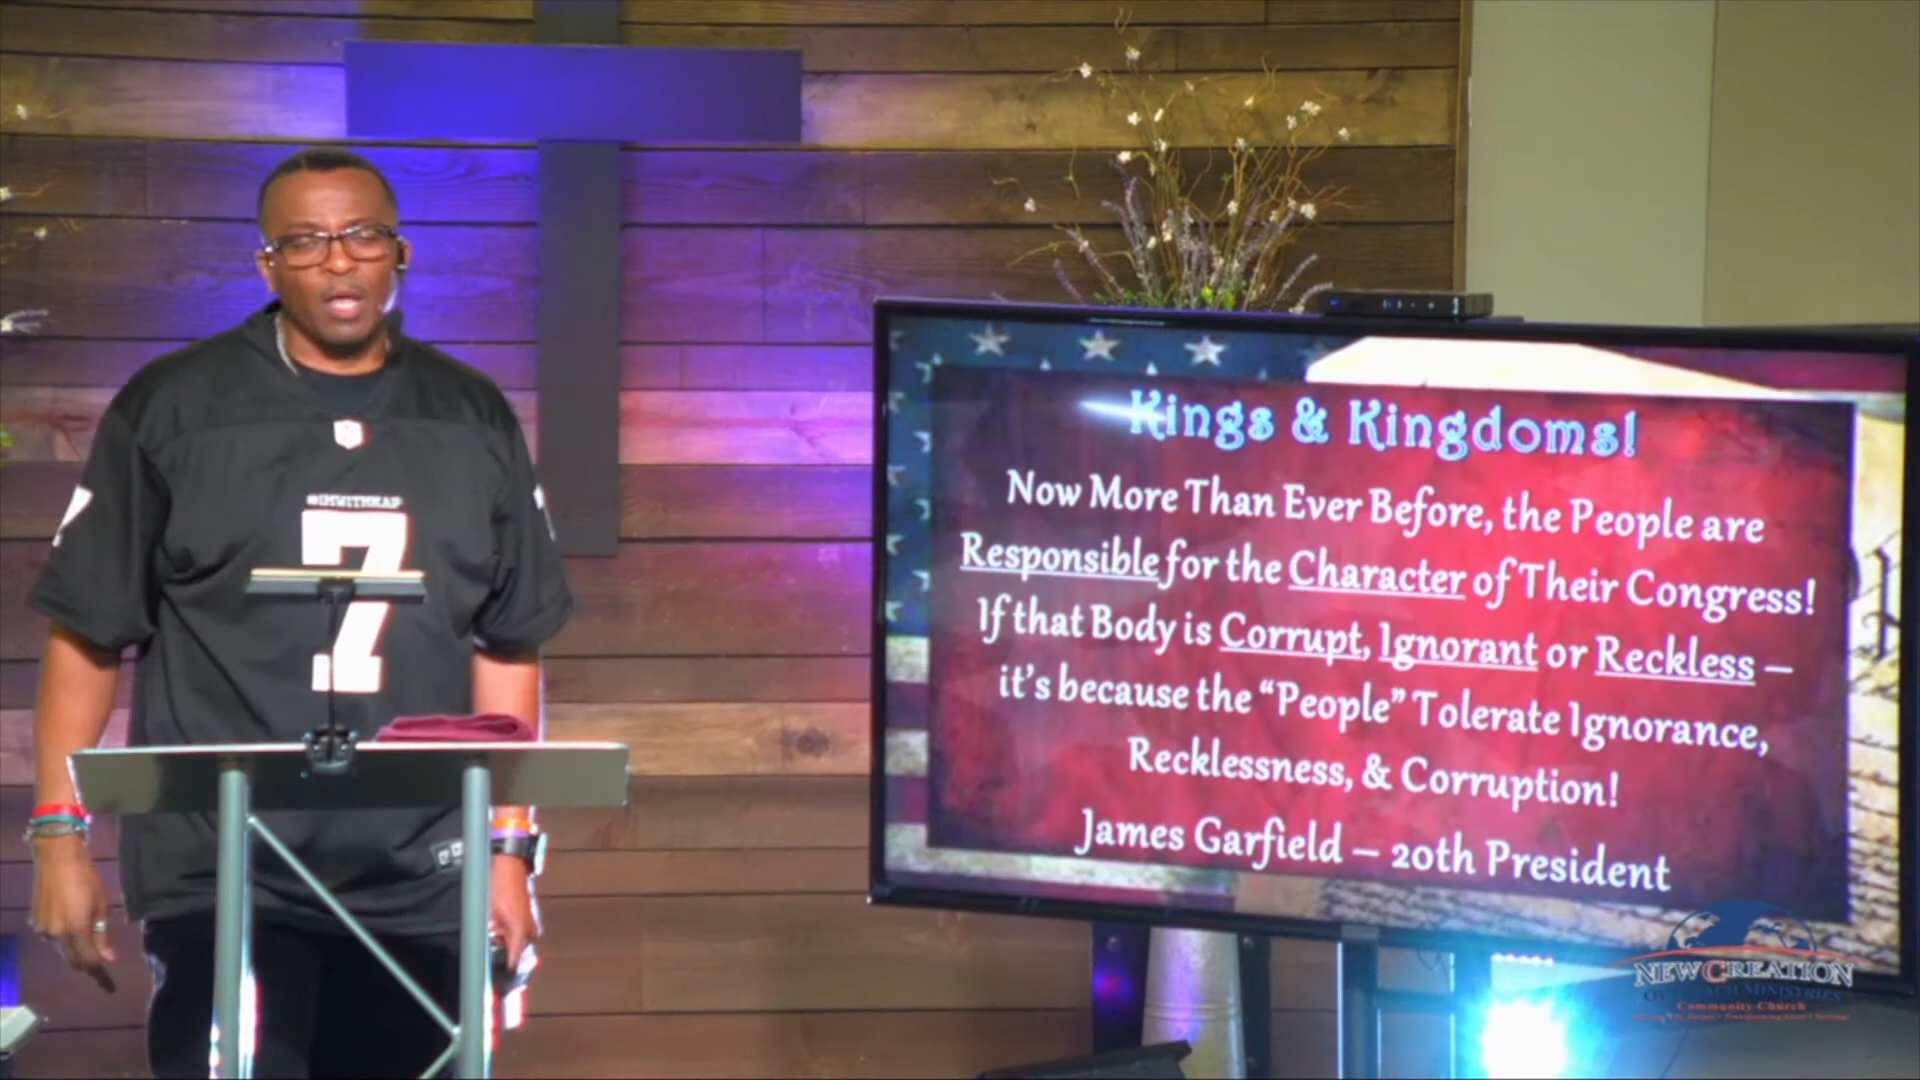 #IMWITHKAP
7
Kings & Kingdoms!
Now More Than Ever Before, the People are
Responsible for the Character of Their Congress!
If that Body is Corrupt, Ignorant or Reckless –
it's because the "People" Tolerate Ignorance,
Recklessness, & Corruption!
James Garfield – 20th President
NEW CREATION
OUTREACH MINISTRIES
Community Church